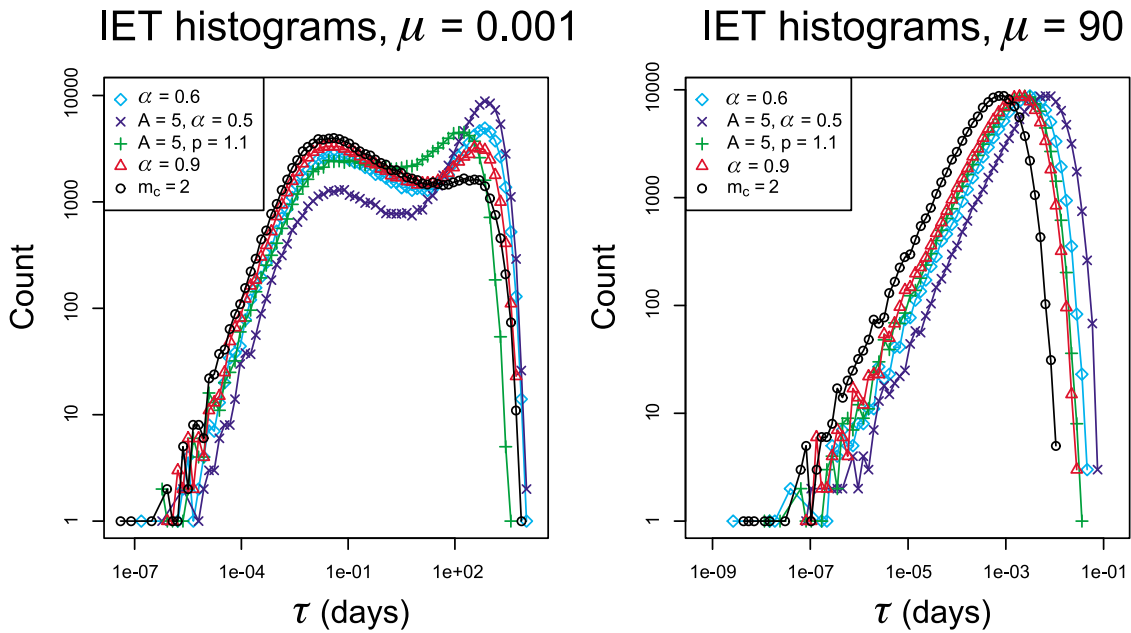 IET histograms, μ = 0.001
α = 0.6
A = 5, α = 0.5
A = 5, p = 1.1
α = 0.9
m_c = 2
10000
1000
100
10
1
Count
1e-07 1e-04 1e-01 1e+02
τ (days)
IET histograms, μ = 90
α = 0.6
A = 5, α = 0.5
A = 5, p = 1.1
α = 0.9
m_c = 2
10000
1000
100
10
1
Count
1e-09 1e-07 1e-05 1e-03 1e-01
τ (days)